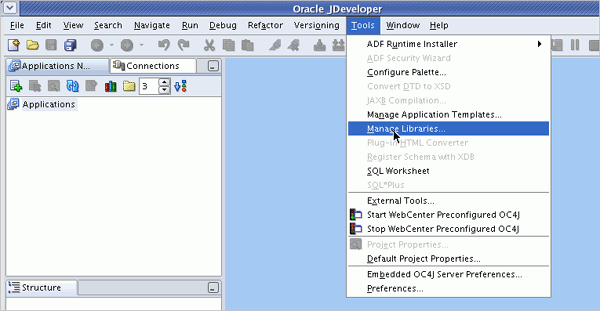 Oracle_JDeveloper
File Edit View Search Navigate Run Debug Refactor Versioning Tools Window Help
Applications N... Connections
3
Applications
ADF Runtime Installer
ADF Security Wizard
Configure Palette...
Convert DTD to XSD
JAXB Compilation...
Manage Application Templates...
Manage Libraries...
Plug-in HTML Converter
Register Schema with XDB
SQL Worksheet
SQL*Plus
External Tools...
Start WebCenter Preconfigured OC4J
Stop WebCenter Preconfigured OC4J
Project Properties...
Default Project Properties...
Embedded OC4J Server Preferences...
Preferences...
Structure